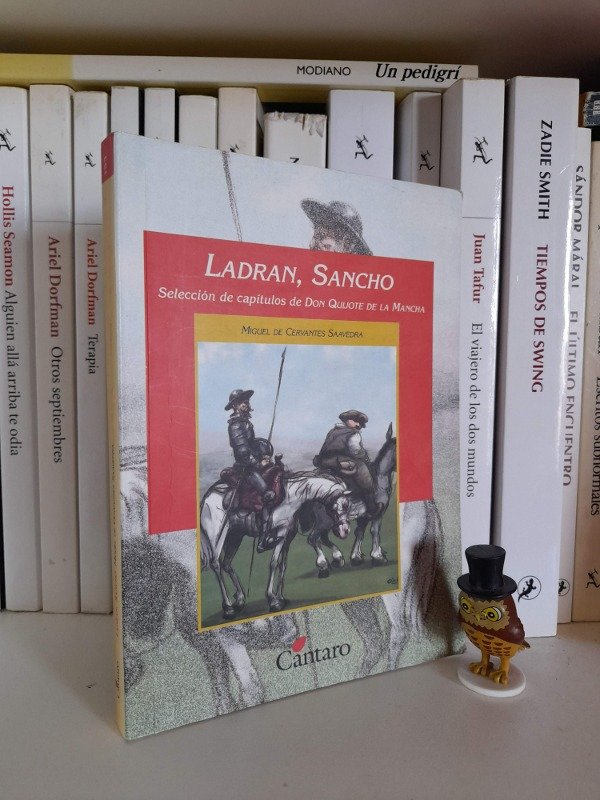 MODIANO Un pedigrí
Hollis Seamon Alguien allá arriba te odia
Ariel Dorfman Otros septiembres
Ariel Dorfman Terapia
LADRAN, SANCHO
Selección de capítulos de DON QUIJOTE DE LA MANCHA
MIGUEL DE CERVANTES SAAVEDRA
Cántaro
Juan Tafur El viajero de los dos mundos
ZADIE SMITH TIEMPOS DE SWING
SÁNDOR MÁRAI EL ÚLTIMO ENCUENTRO
Escritos subnormales